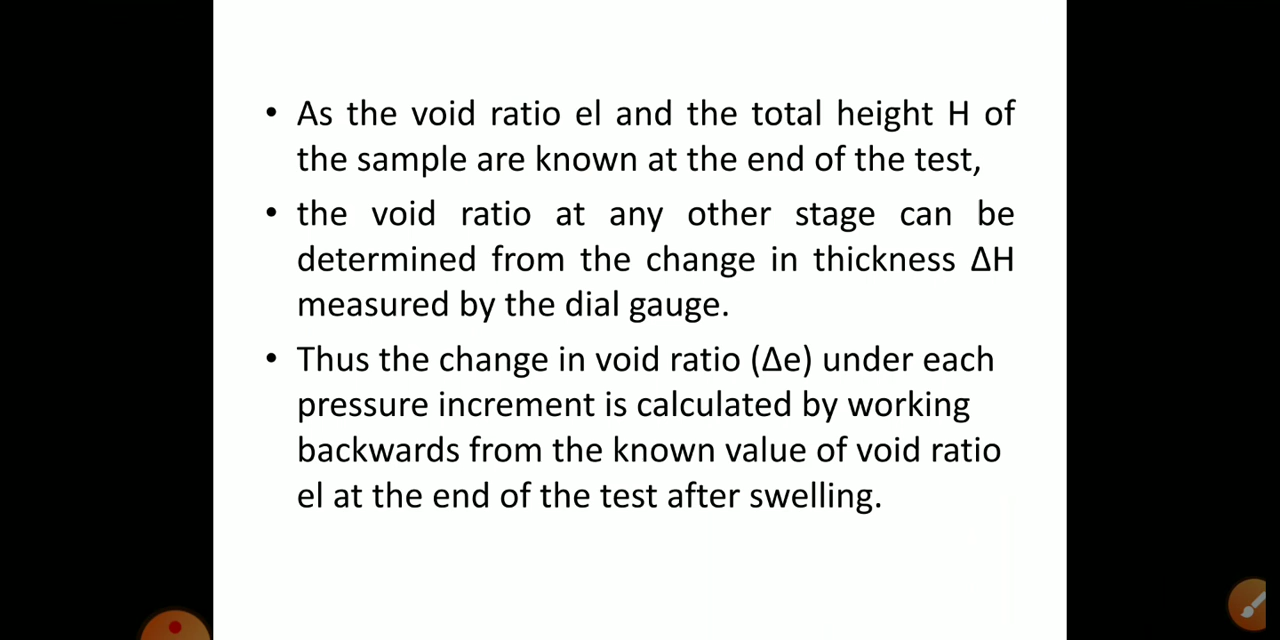 • As the void ratio el and the total height H of
the sample are known at the end of the test,
• the void ratio at any other stage can be
determined from the change in thickness ΔH
measured by the dial gauge.
• Thus the change in void ratio (Δe) under each
pressure increment is calculated by working
backwards from the known value of void ratio
el at the end of the test after swelling.